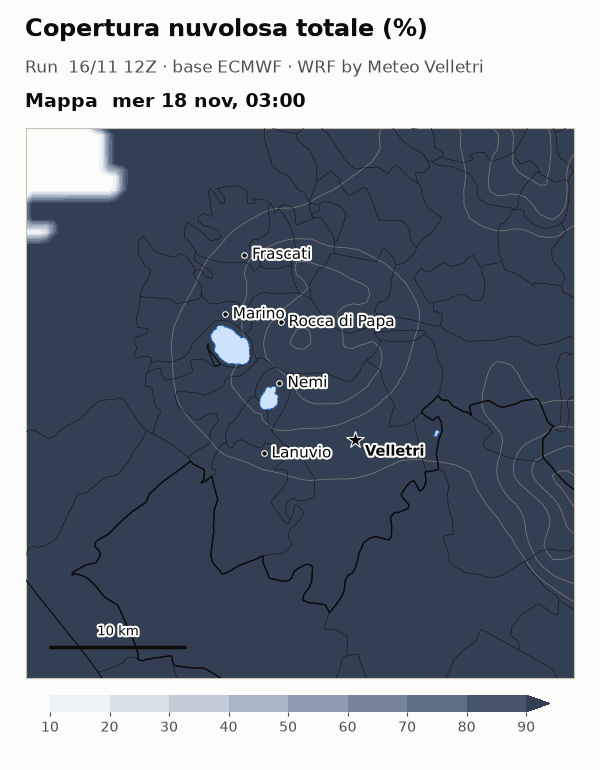 Copertura nuvolosa totale (%)
Run  16/11 12Z · base ECMWF · WRF by Meteo Velletri
Mappa  mer 18 nov, 03:00
Frascati
Marino
Rocca di Papa
Nemi
Velletri
Lanuvio
10 km
10 20 30 40 50 60 70 80 90